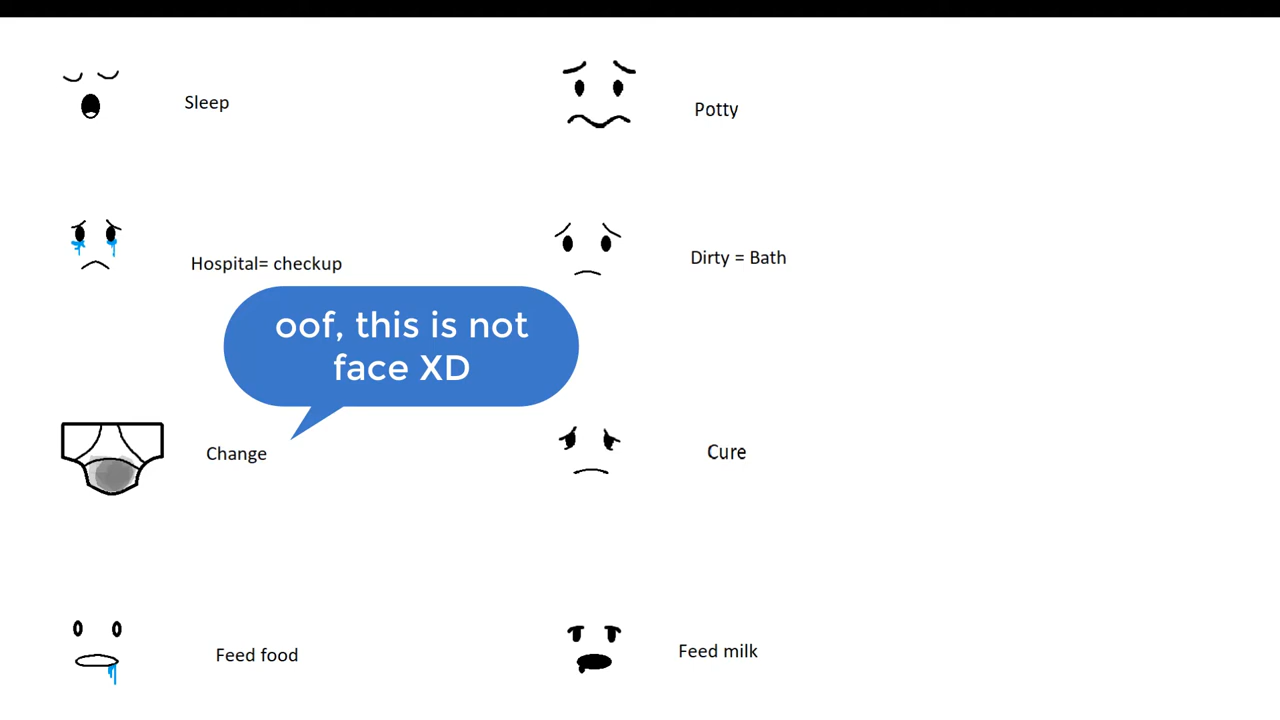 Sleep
Potty
Hospital= checkup
Dirty = Bath
oof, this is not
face XD
Change
Cure
Feed food
Feed milk